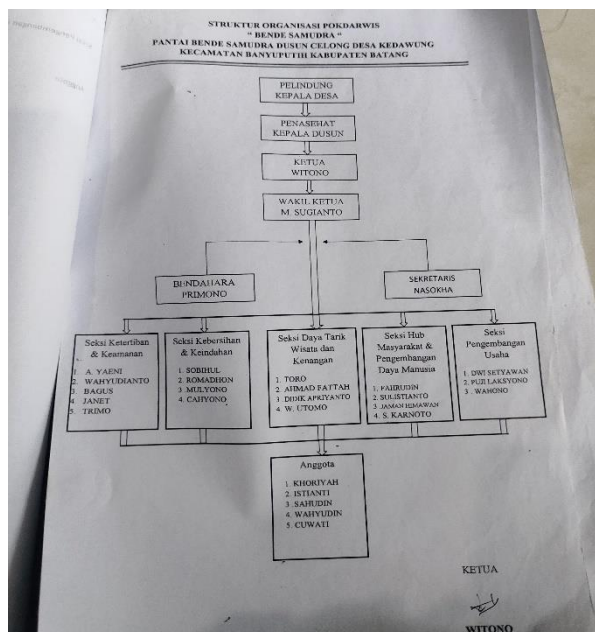 STRUKTUR ORGANISASI POKDARWIS
“ BENDE SAMUDRA “
PANTAI BENDE SAMUDRA DUSUN CELONG DESA KEDAWUNG
KECAMATAN BANYUPUTIH KABUPATEN BATANG
PELINDUNG
KEPALA DESA
PENASEHAT
KEPALA DUSUN
KETUA
WITONO
WAKIL KETUA
M. SUGIANTO
BENDAHARA
PRIMONO
SEKRETARIS
NASOKHA
Seksi Ketertiban
& Keamanan
1. A. YAENI
2. WAHYUDIANTO
3. BAGUS
4. JANET
5. TRIMO
Seksi Kebersihan
& Keindahan
1. SOBIHUL
2. ROMADHON
3. MULYONO
4. CAHYONO
Seksi Daya Tarik
Wisata dan
Kenangan
1. TORO
2. AHMAD FATTAH
3. DIDIK APRIYANTO
4. W. UTOMO
Seksi Hub
Masyarakat &
Pengembangan
Daya Manusia
1. FAHRUDIN
2. SULISTIANTO
3. JAMAN HIMAWAN
4. S. KARNOTO
Seksi
Pengembangan
Usaha
1. DWI SETYAWAN
2. PUJI LAKSYONO
3 . WAHONO
Anggota
1. KHORIYAH
2. ISTIANTI
3. SAHUDIN
4. WAHYUDIN
5. CUWATI
KETUA
WITONO